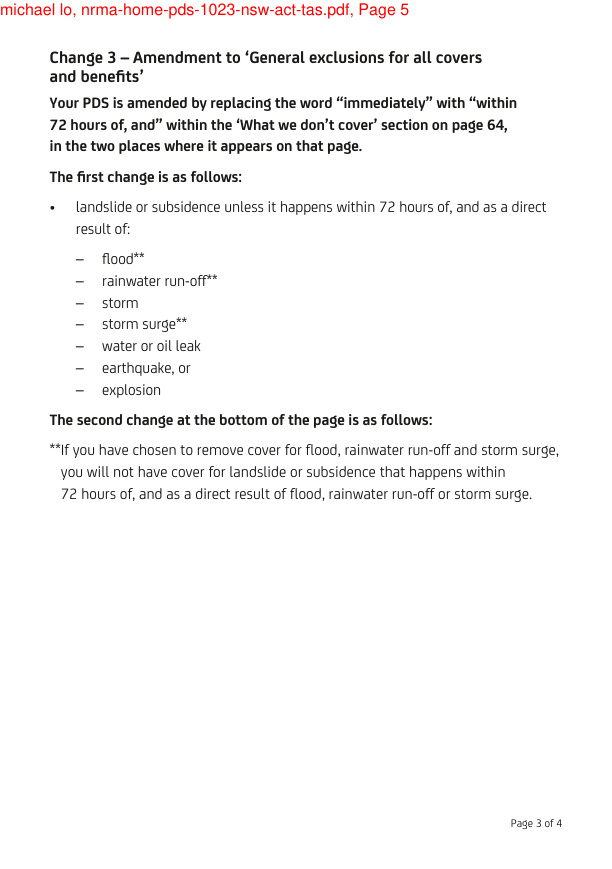 michael lo, nrma-home-pds-1023-nsw-act-tas.pdf, Page 5
Change 3 – Amendment to ‘General exclusions for all covers
and benefits’
Your PDS is amended by replacing the word “immediately” with “within
72 hours of, and” within the ‘What we don’t cover’ section on page 64,
in the two places where it appears on that page.
The first change is as follows:
• landslide or subsidence unless it happens within 72 hours of, and as a direct
result of:
– flood**
– rainwater run-off**
– storm
– storm surge**
– water or oil leak
– earthquake, or
– explosion
The second change at the bottom of the page is as follows:
**If you have chosen to remove cover for flood, rainwater run-off and storm surge,
you will not have cover for landslide or subsidence that happens within
72 hours of, and as a direct result of flood, rainwater run-off or storm surge.
Page 3 of 4